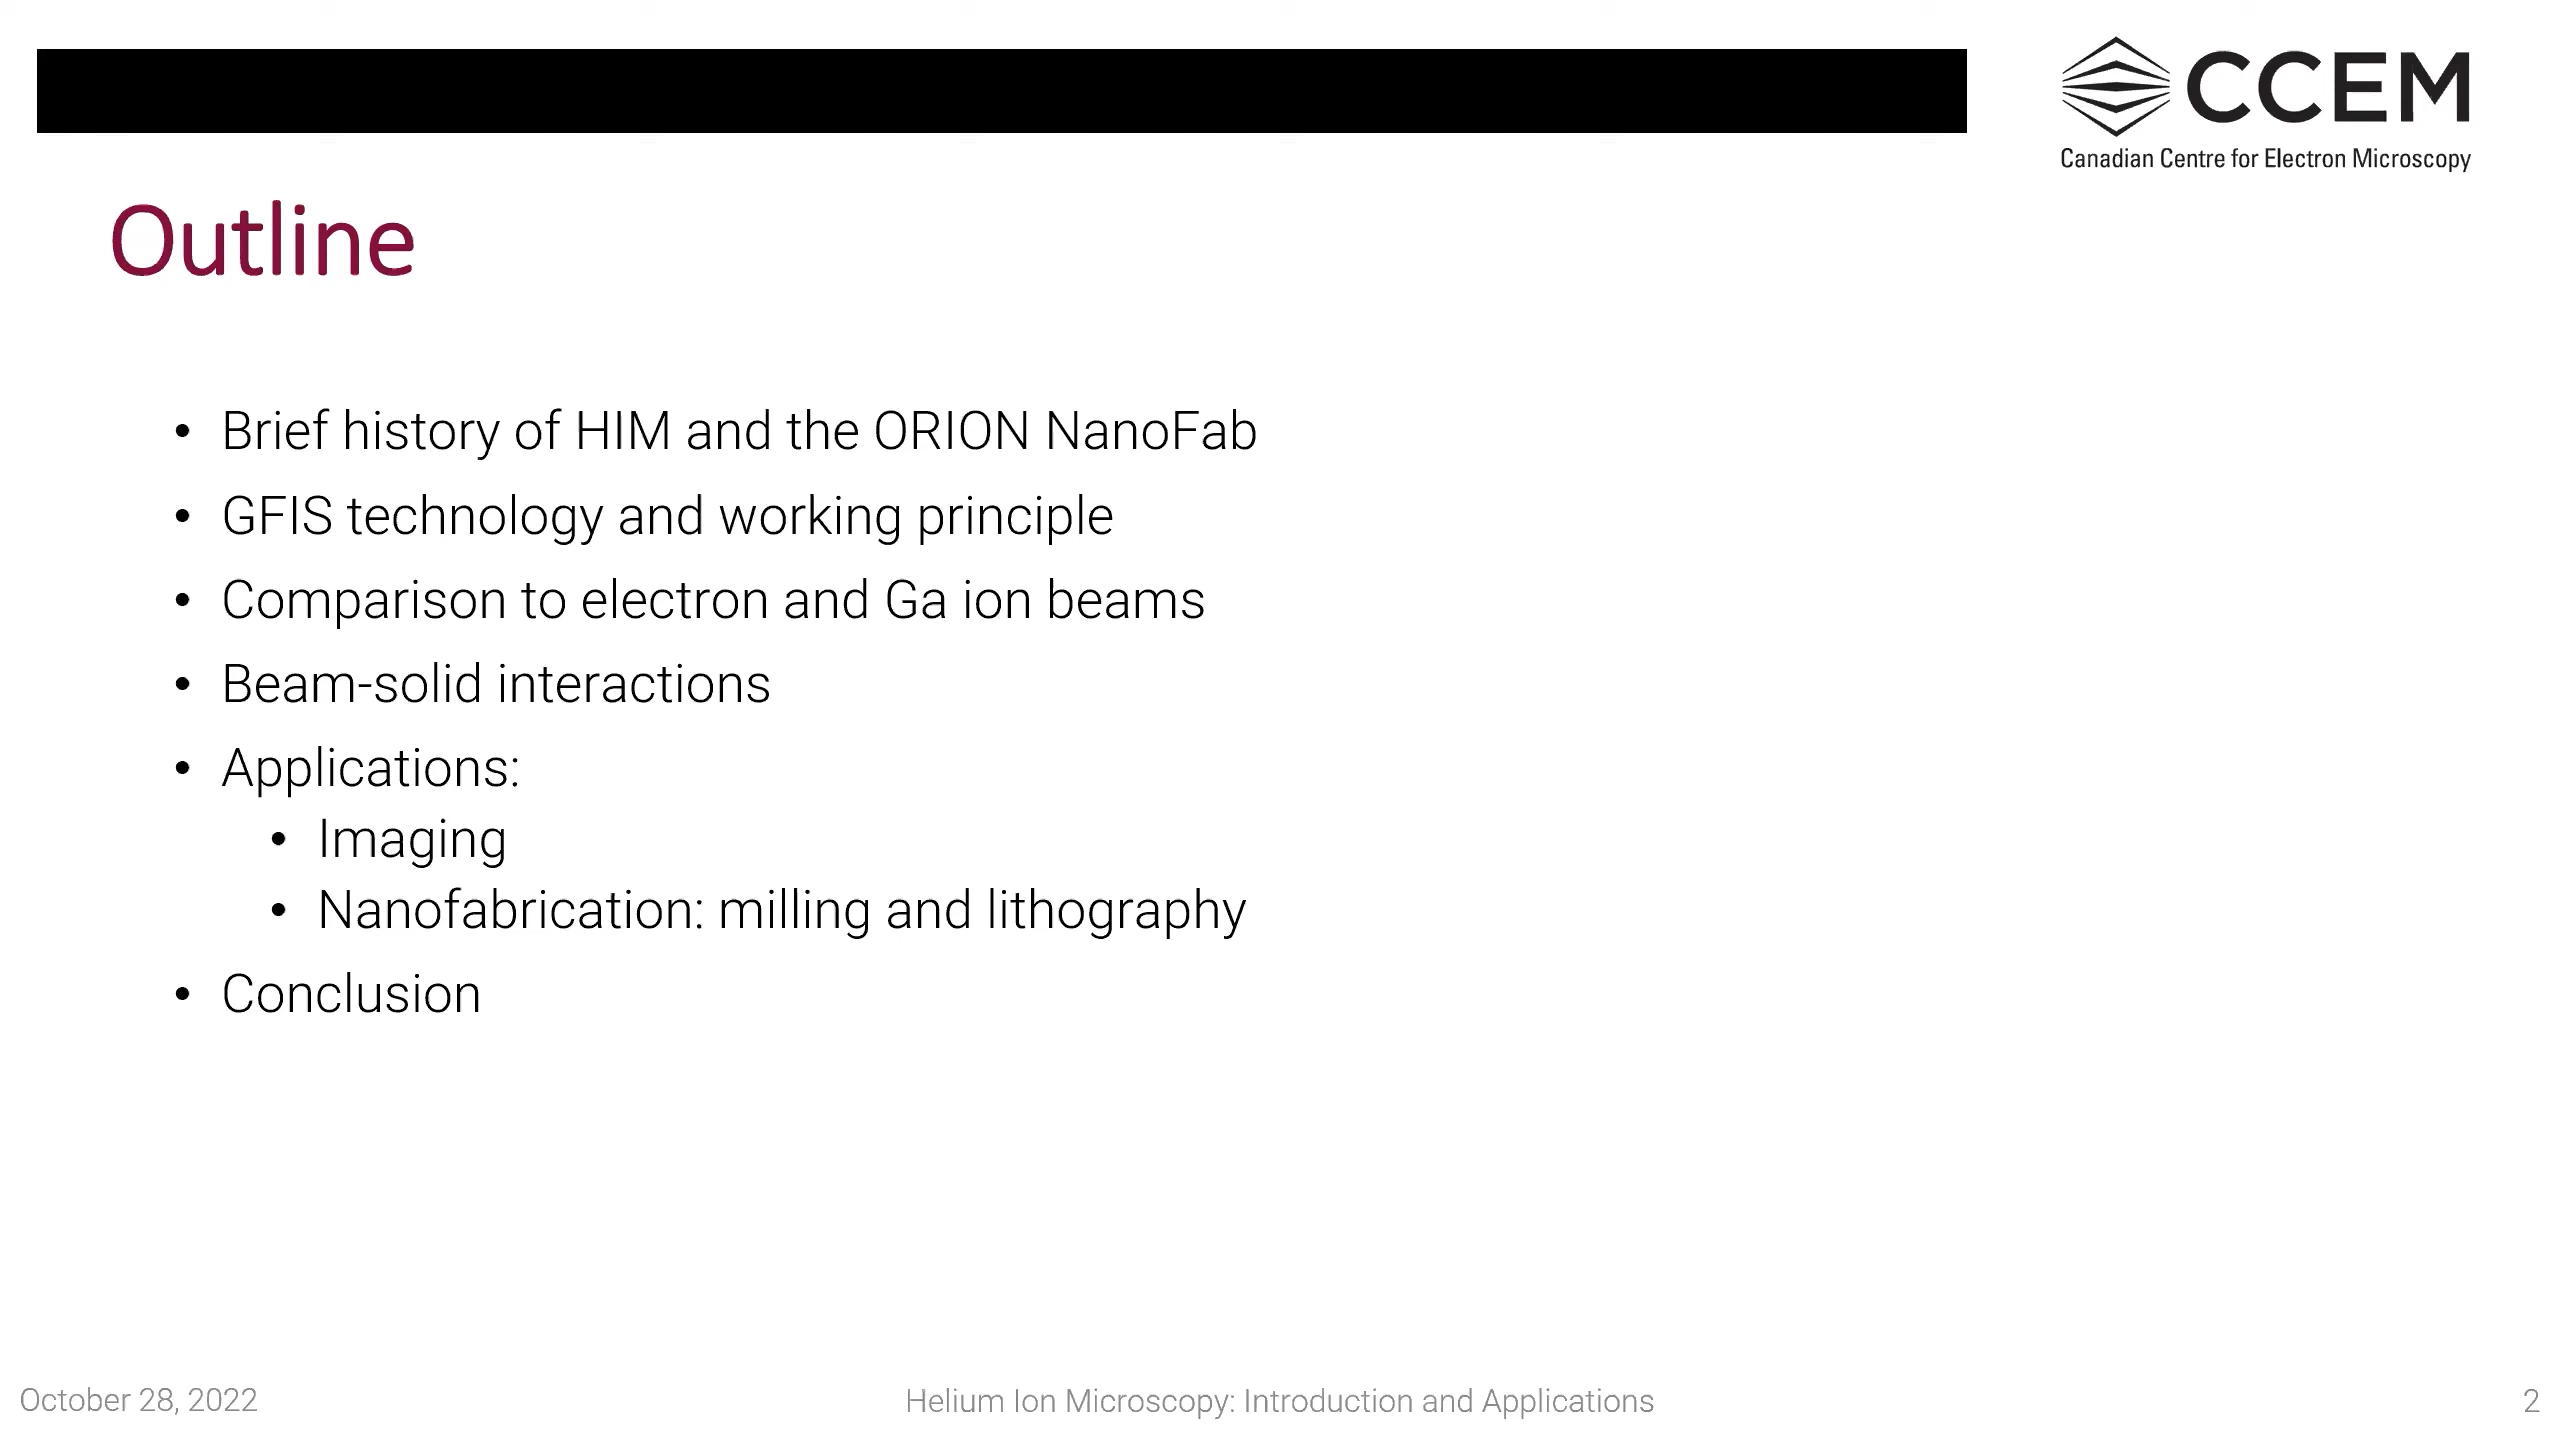 CCEM
Canadian Centre for Electron Microscopy
Outline
• Brief history of HIM and the ORION NanoFab
• GFIS technology and working principle
• Comparison to electron and Ga ion beams
• Beam-solid interactions
• Applications:
• Imaging
• Nanofabrication: milling and lithography
• Conclusion
October 28, 2022
Helium Ion Microscopy: Introduction and Applications
2